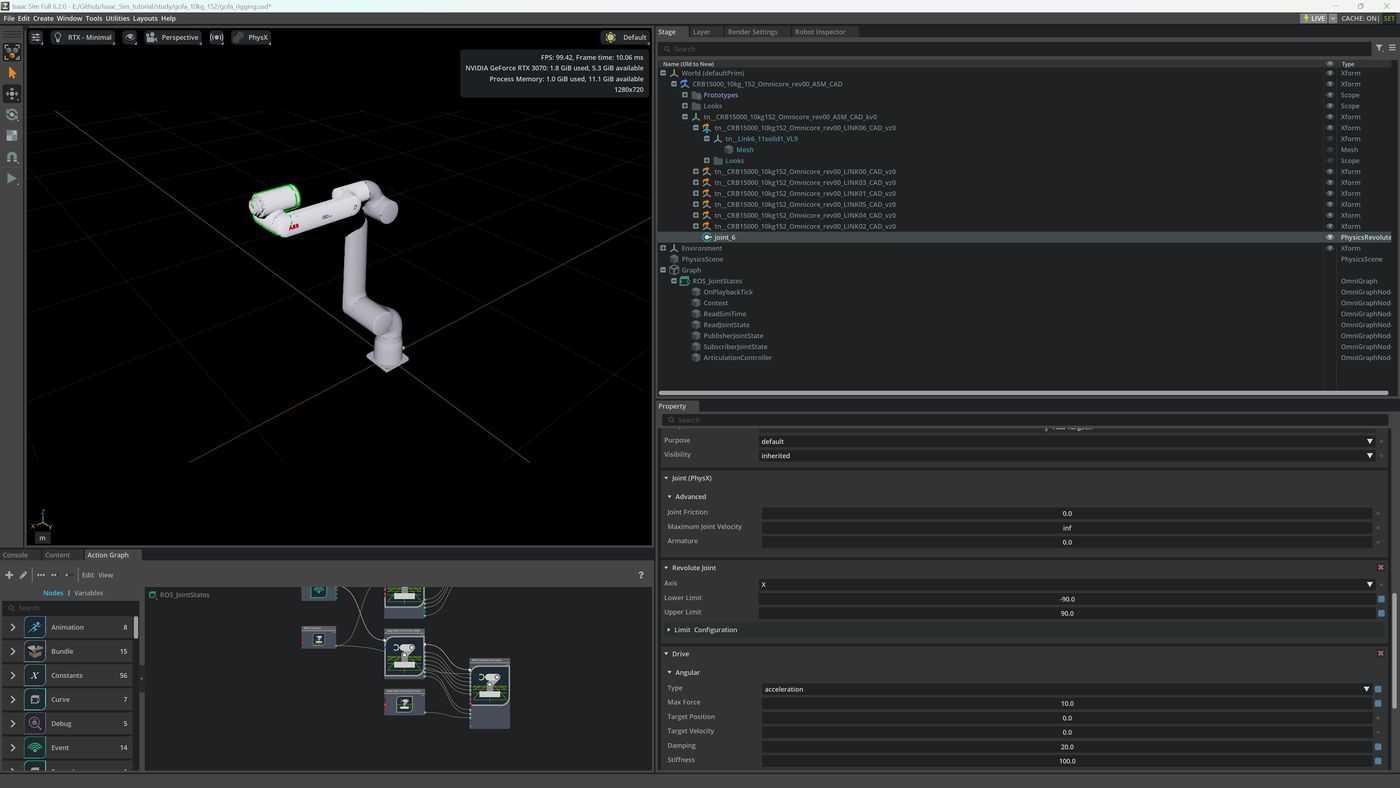 Isaac Sim Full 6.2.0 - E:/Github/Isaac_Sim_tutorial/study/gofa_10kg_152/gofa_rigging.usd*
File Edit Create Window Tools Utilities Layouts Help
LIVE CACHE: ON SET
RTX - Minimal Perspective PhysX Default
FPS: 99.42, Frame time: 10.06 ms
NVIDIA GeForce RTX 3070: 1.8 GiB used, 5.3 GiB available
Process Memory: 1.0 GiB used, 11.1 GiB available
1280x720
ABB
X Y Z
m
Stage Layer Render Settings Robot Inspector
Search
Name (Old to New) Type
World (defaultPrim) Xform
CRB15000_10kg_152_Omnicore_rev00_ASM_CAD Xform
Prototypes Scope
Looks Scope
tn__CRB15000_10kg152_Omnicore_rev00_ASM_CAD_kv0 Xform
tn__CRB15000_10kg152_Omnicore_rev00_LINK06_CAD_vz0 Xform
tn__Link6_11solid1_VL9 Xform
Mesh Mesh
Looks Scope
tn__CRB15000_10kg152_Omnicore_rev00_LINK00_CAD_vz0 Xform
tn__CRB15000_10kg152_Omnicore_rev00_LINK03_CAD_vz0 Xform
tn__CRB15000_10kg152_Omnicore_rev00_LINK01_CAD_vz0 Xform
tn__CRB15000_10kg152_Omnicore_rev00_LINK05_CAD_vz0 Xform
tn__CRB15000_10kg152_Omnicore_rev00_LINK04_CAD_vz0 Xform
tn__CRB15000_10kg152_Omnicore_rev00_LINK02_CAD_vz0 Xform
joint_6 PhysicsRevolute
Environment Xform
PhysicsScene PhysicsScene
Graph
ROS_JointStates OmniGraph
OnPlaybackTick OmniGraphNod
Context OmniGraphNod
ReadSimTime OmniGraphNod
ReadJointState OmniGraphNod
PublisherJointState OmniGraphNod
SubscriberJointState OmniGraphNod
ArticulationController OmniGraphNod
Property
Search
Purpose default
Visibility inherited
Joint (PhysX)
Advanced
Joint Friction 0.0
Maximum Joint Velocity inf
Armature 0.0
Revolute Joint
Axis X
Lower Limit -90.0
Upper Limit 90.0
Limit Configuration
Drive
Angular
Type acceleration
Max Force 10.0
Target Position 0.0
Target Velocity 0.0
Damping 20.0
Stiffness 100.0
Console Content Action Graph
Edit View ?
Nodes | Variables
Search
Animation 8
Bundle 15
Constants 56
Curve 7
Debug 5
Event 14
ROS_JointStates